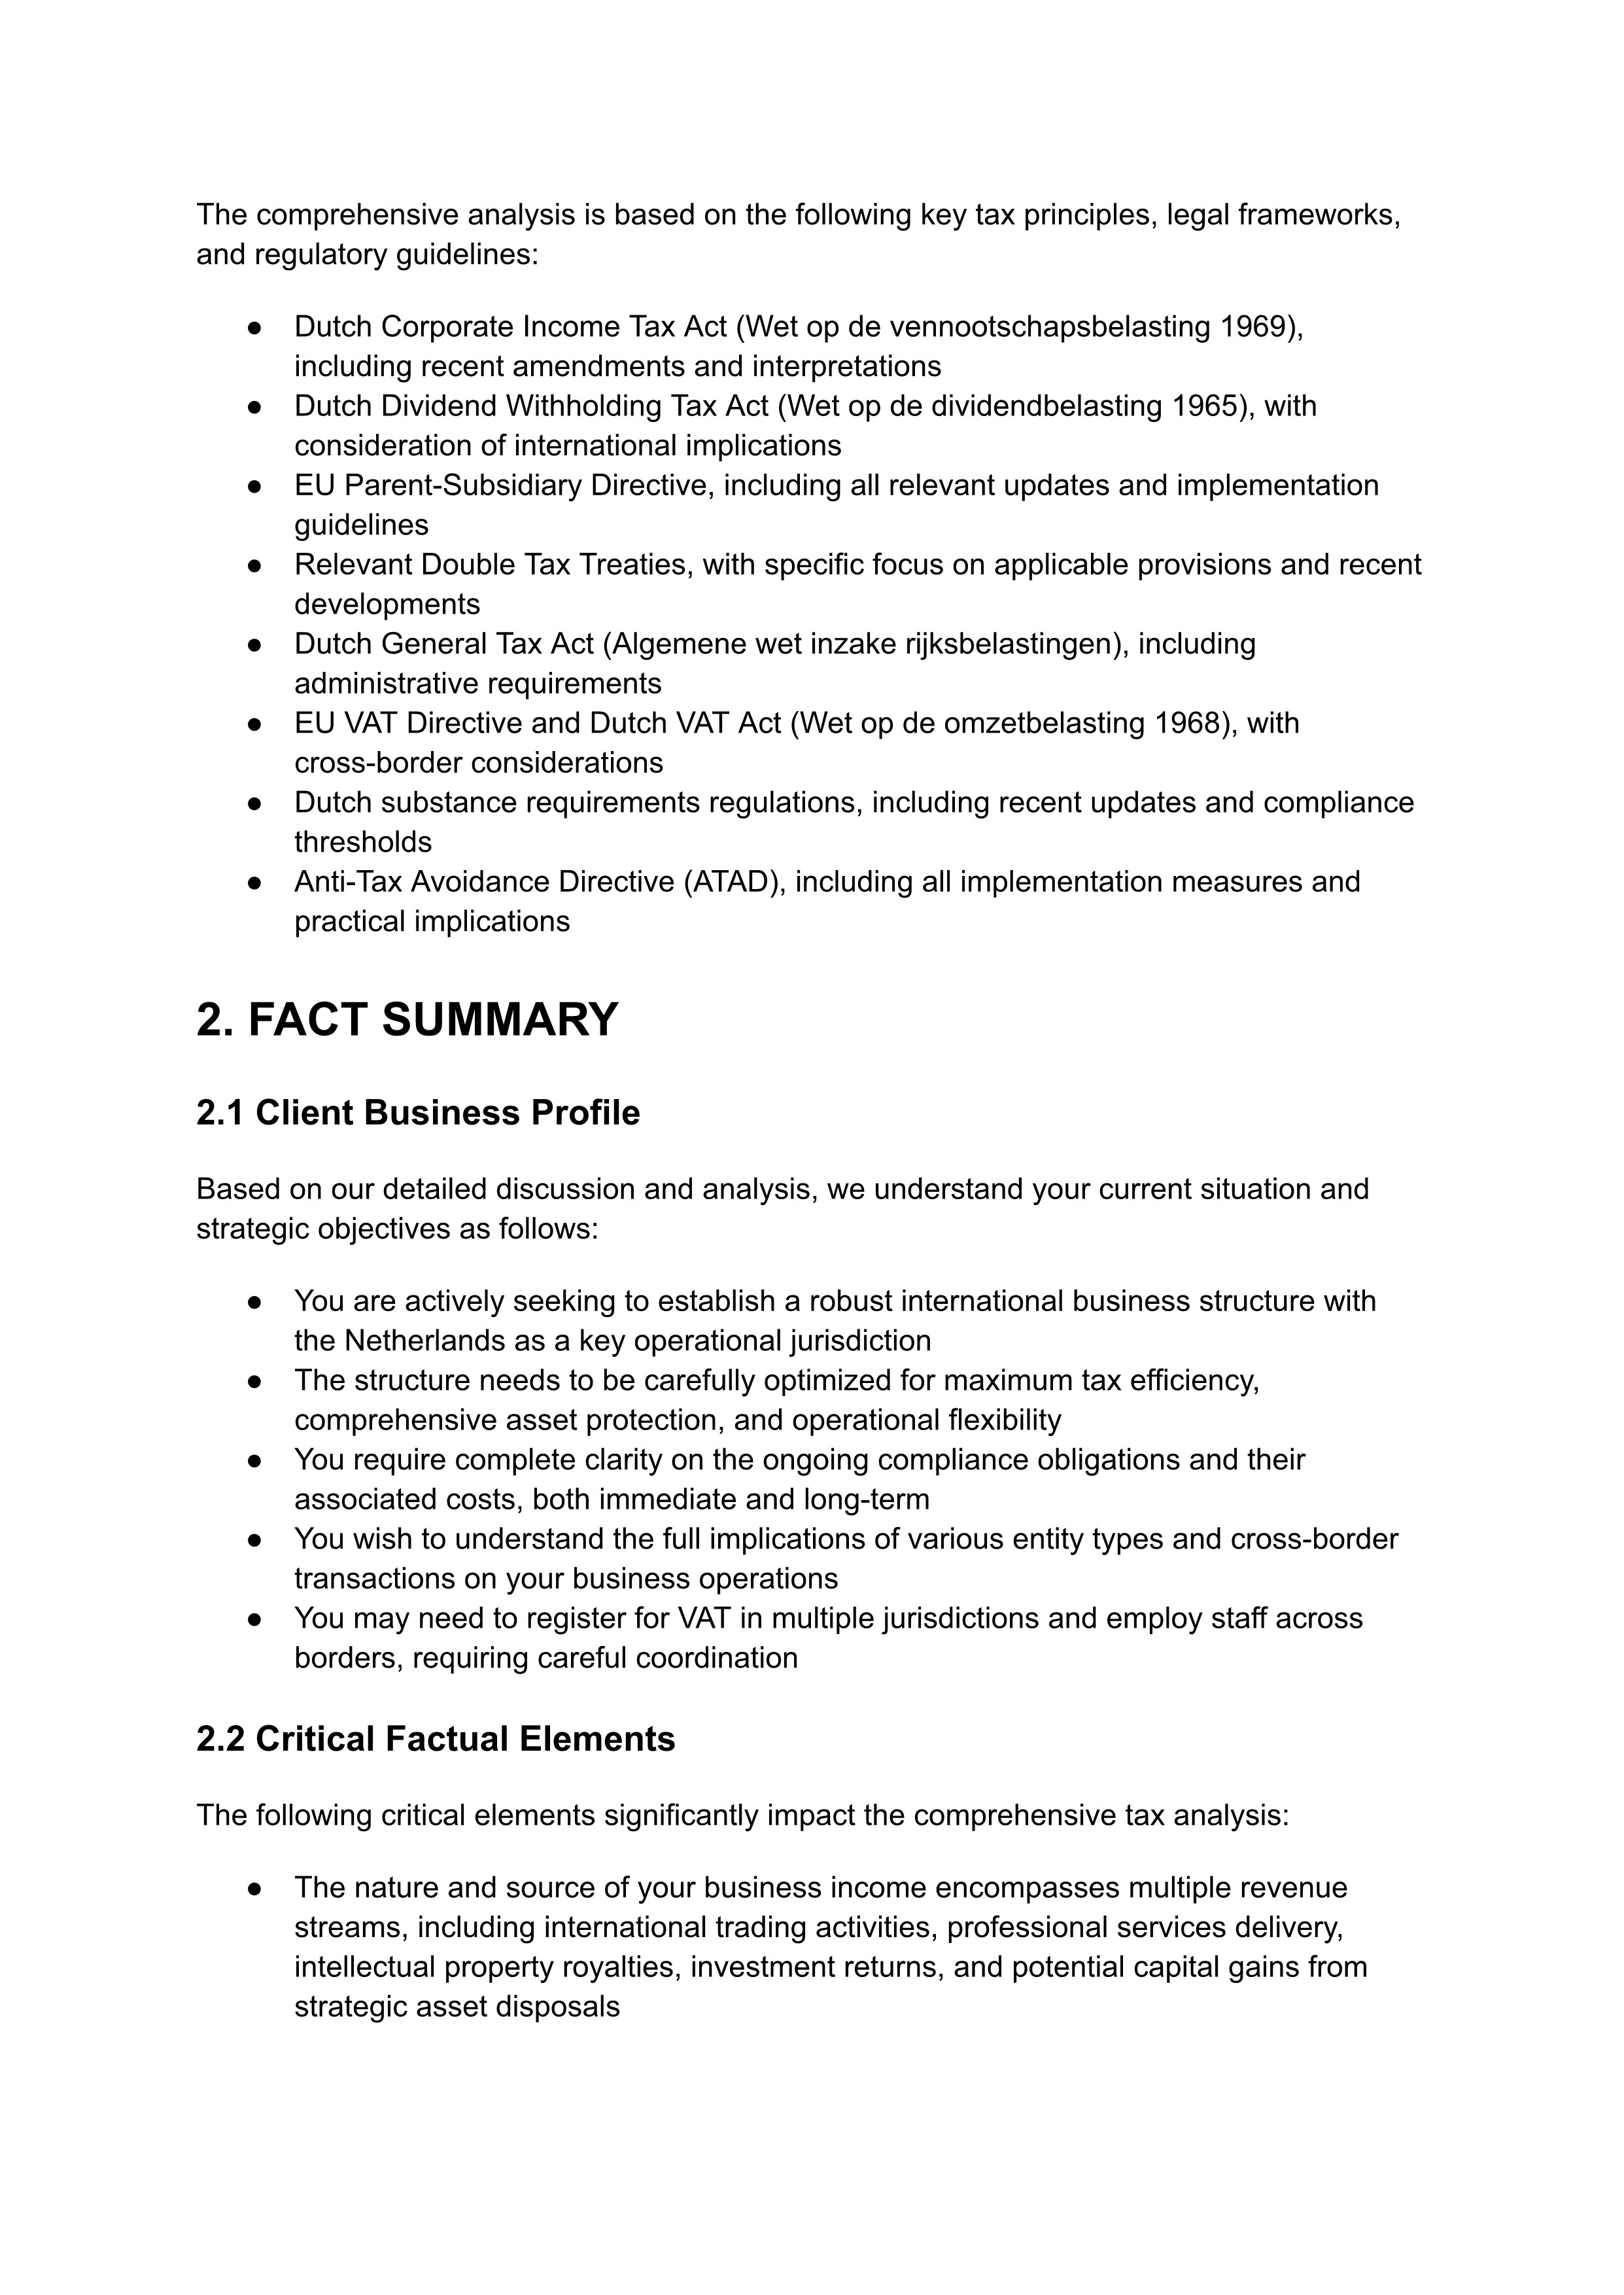 The comprehensive analysis is based on the following key tax principles, legal frameworks,
and regulatory guidelines:
● Dutch Corporate Income Tax Act (Wet op de vennootschapsbelasting 1969),
including recent amendments and interpretations
● Dutch Dividend Withholding Tax Act (Wet op de dividendbelasting 1965), with
consideration of international implications
● EU Parent-Subsidiary Directive, including all relevant updates and implementation
guidelines
● Relevant Double Tax Treaties, with specific focus on applicable provisions and recent
developments
● Dutch General Tax Act (Algemene wet inzake rijksbelastingen), including
administrative requirements
● EU VAT Directive and Dutch VAT Act (Wet op de omzetbelasting 1968), with
cross-border considerations
● Dutch substance requirements regulations, including recent updates and compliance
thresholds
● Anti-Tax Avoidance Directive (ATAD), including all implementation measures and
practical implications
2. FACT SUMMARY
2.1 Client Business Profile
Based on our detailed discussion and analysis, we understand your current situation and
strategic objectives as follows:
● You are actively seeking to establish a robust international business structure with
the Netherlands as a key operational jurisdiction
● The structure needs to be carefully optimized for maximum tax efficiency,
comprehensive asset protection, and operational flexibility
● You require complete clarity on the ongoing compliance obligations and their
associated costs, both immediate and long-term
● You wish to understand the full implications of various entity types and cross-border
transactions on your business operations
● You may need to register for VAT in multiple jurisdictions and employ staff across
borders, requiring careful coordination
2.2 Critical Factual Elements
The following critical elements significantly impact the comprehensive tax analysis:
● The nature and source of your business income encompasses multiple revenue
streams, including international trading activities, professional services delivery,
intellectual property royalties, investment returns, and potential capital gains from
strategic asset disposals